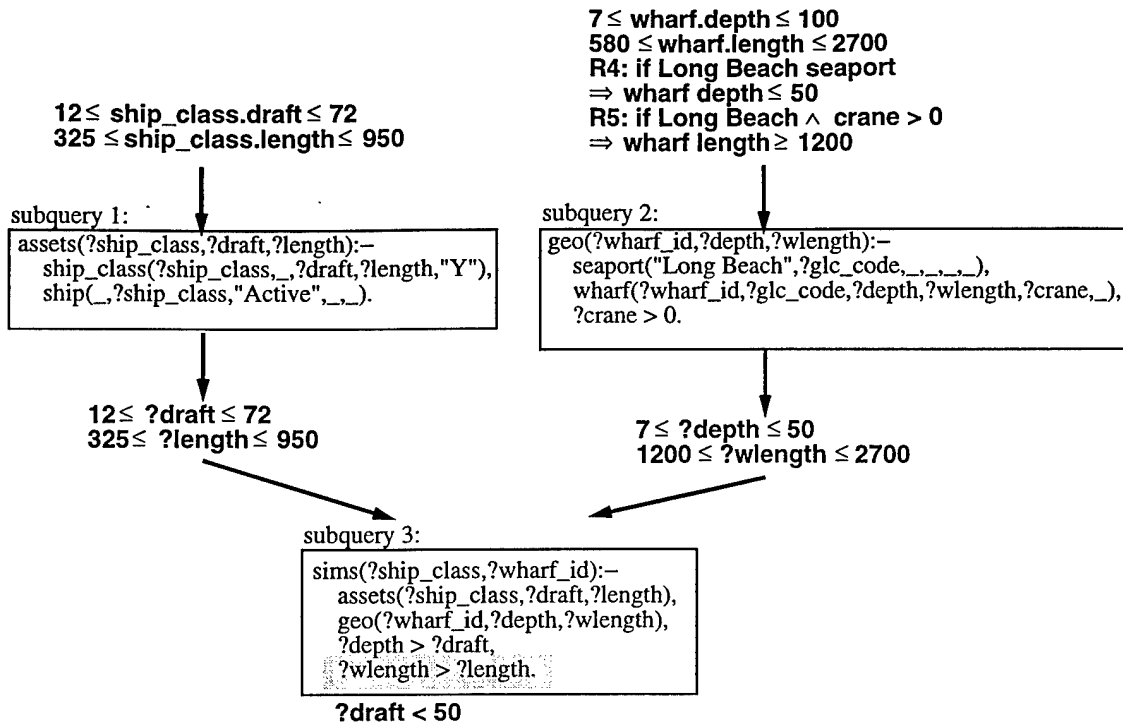 12 ≤ ship_class.draft ≤ 72
325 ≤ ship_class.length ≤ 950
subquery 1:
assets(?ship_class,?draft,?length):–
ship_class(?ship_class,_,?draft,?length,"Y"),
ship(_,?ship_class,"Active",_,_).
12 ≤ ?draft ≤ 72
325 ≤ ?length ≤ 950
7 ≤ wharf.depth ≤ 100
580 ≤ wharf.length ≤ 2700
R4: if Long Beach seaport
⇒ wharf depth ≤ 50
R5: if Long Beach ∧ crane > 0
⇒ wharf length ≥ 1200
subquery 2:
geo(?wharf_id,?depth,?wlength):–
seaport("Long Beach",?glc_code,_,_,_,_),
wharf(?wharf_id,?glc_code,?depth,?wlength,?crane,_),
?crane > 0.
7 ≤ ?depth ≤ 50
1200 ≤ ?wlength ≤ 2700
subquery 3:
sims(?ship_class,?wharf_id):–
assets(?ship_class,?draft,?length),
geo(?wharf_id,?depth,?wlength),
?depth > ?draft,
?wlength > ?length.
?draft < 50